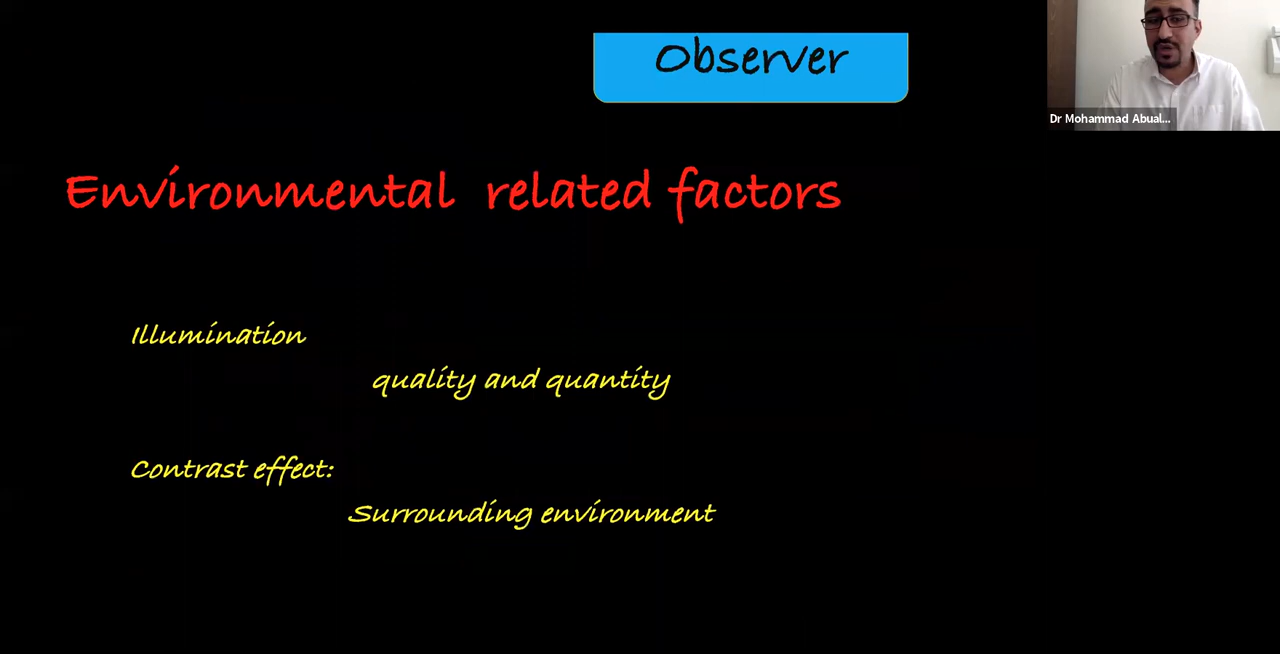 Observer
Dr Mohammad Abual...
Environmental related factors
Illumination
quality and quantity
Contrast effect:
Surrounding environment